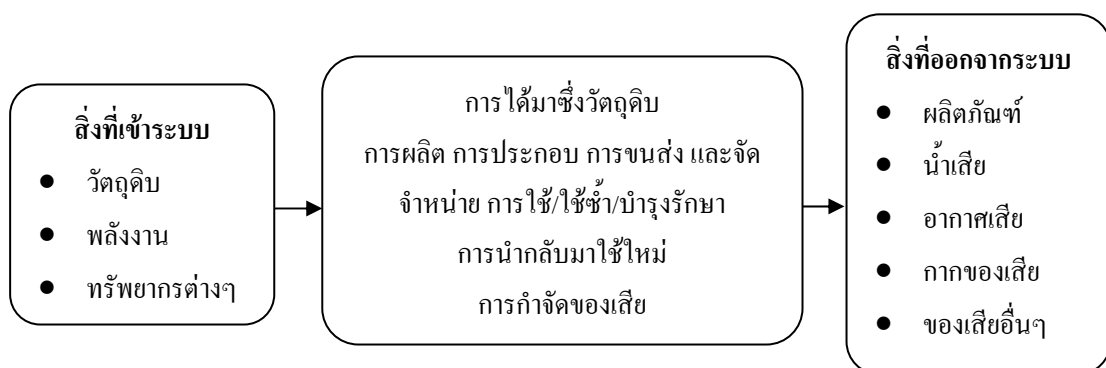 สิ่งที่เข้าระบบ
● วัตถุดิบ
● พลังงาน
● ทรัพยากรต่างๆ
การได้มาซึ่งวัตถุดิบ
การผลิต การประกอบ การขนส่ง และจัด
จำหน่าย การใช้/ใช้ซ้ำ/บำรุงรักษา
การนำกลับมาใช้ใหม่
การกำจัดของเสีย
สิ่งที่ออกจากระบบ
● ผลิตภัณฑ์
● น้ำเสีย
● อากาศเสีย
● กากของเสีย
● ของเสียอื่นๆ